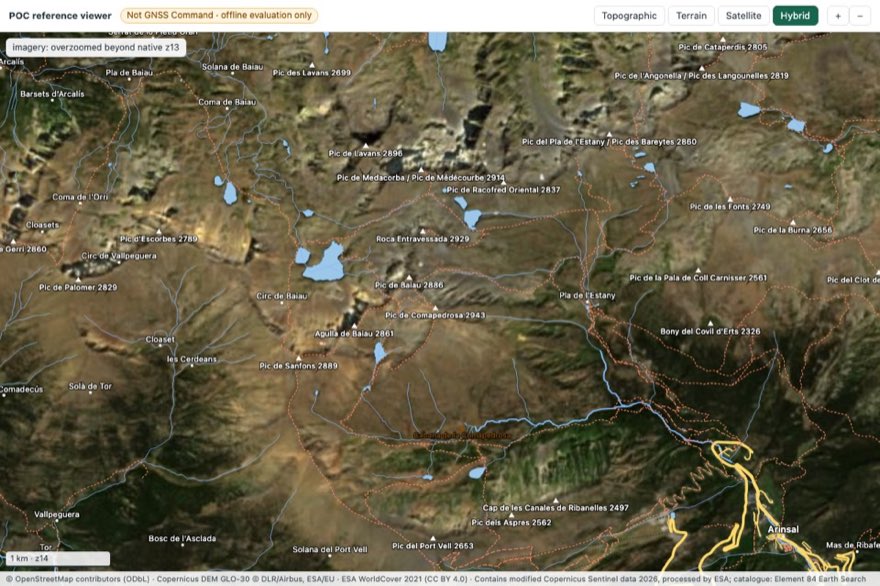 POC reference viewer
Not GNSS Command · offline evaluation only
Topographic
Terrain
Satellite
Hybrid
+
−
imagery: overzoomed beyond native z13
Solana de Baiau
Pic de Cataperdis 2805
Arcalís
Pla de Baiau
Pic des Lavans 2699
Pic de l'Angonella / Pic des Langounelles 2819
Barsets d'Arcalís
Coma de Baiau
Pic del Pla de l'Estany / Pic des Bareytes 2860
Pic de Lavans 2896
Pic de Medacorba / Pic de Médécourbe 2914
Pic de Racofred Oriental 2837
Coma de l'Orri
Pic de les Fonts 2749
Cloasets
Pic de la Burna 2656
Pic d'Escorbes 2789
Roca Entravessada 2929
a Gerri 2860
Circ de Vallpeguera
Pic de la Pala de Coll Carnisser 2561
Pic del Clot de
Pic de Palomer 2829
Pic de Baiau 2886
Circ de Baiau
Pla de l'Estany
Pic de Comapedrosa 2943
Agulla de Baiau 2861
Bony del Covil d'Erts 2326
Cloaset
les Cerdeans
Pic de Sanfons 2889
Comadecús
Solà de Tor
Cap de les Canales de Ribanelles 2497
Vallpeguera
Pic dels Aspres 2562
Arinsal
Bosc de l'Asclada
Tor
Solana del Port Vell
Pic del Port Vell 2653
Mas de Ribafe
1 km · z14
© OpenStreetMap contributors (ODbL) · Copernicus DEM GLO-30 © DLR/Airbus, ESA/EU · ESA WorldCover 2021 (CC BY 4.0) · Contains modified Copernicus Sentinel data 2026, processed by ESA; catalogue: Element 84 Earth Search